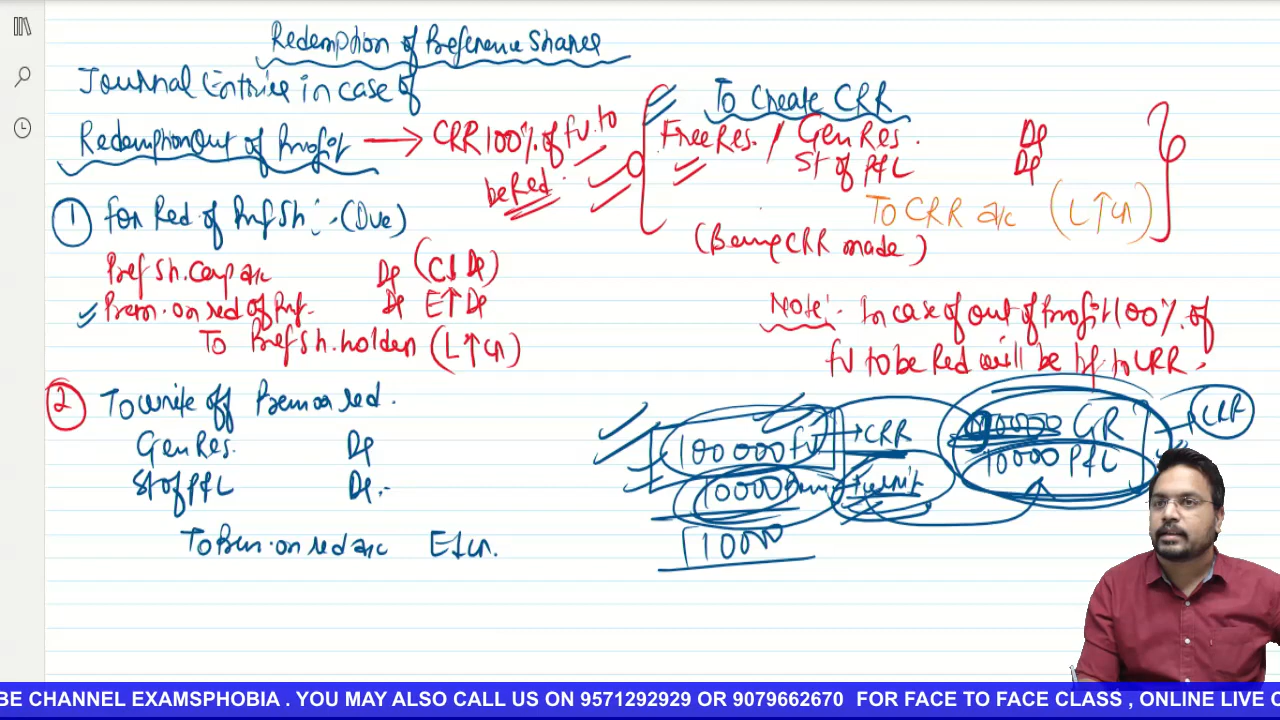 Redemption of Preference Shares
Journal Entries in case of
Redemption Out of Profit → CRR 100% of fv. to
be Red.
To Create CRR
Free Res. / Gen Res. Dr
St of P/L Dr
To CRR a/c (L↑Cr)
(Being CRR made)
① for Red of Pref Sh :- (Due)
Pref Sh. Cap a/c Dr (C↓ Dr)
Prem. on red of Pref. Dr E↑ Dr
To Pref Sh. holders (L↑Cr)
Note:- In case of out of Profit 100% of
fv to be Red will be tf to CRR.
② To write off Prem on red.
Gen Res. Dr
St of P/L Dr.
To Prem. on red a/c E↓Cr.
100000 fv → CRR
10000
GR → CRR
10000 P/L
BE CHANNEL EXAMSPHOBIA . YOU MAY ALSO CALL US ON 9571292929 OR 9079662670 FOR FACE TO FACE CLASS , ONLINE LIVE